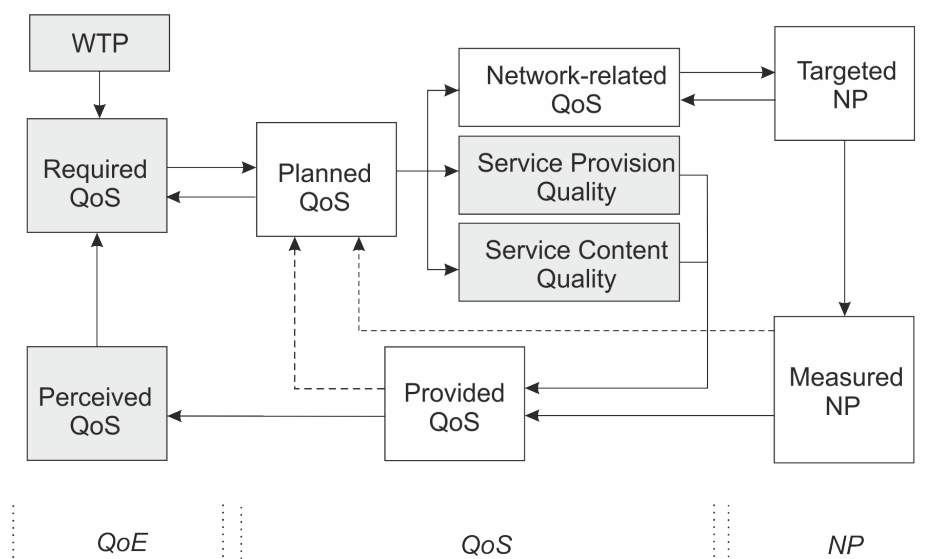 WTP
Required
QoS
Planned
QoS
Network-related
QoS
Service Provision
Quality
Service Content
Quality
Targeted
NP
Perceived
QoS
Provided
QoS
Measured
NP
QoE
QoS
NP